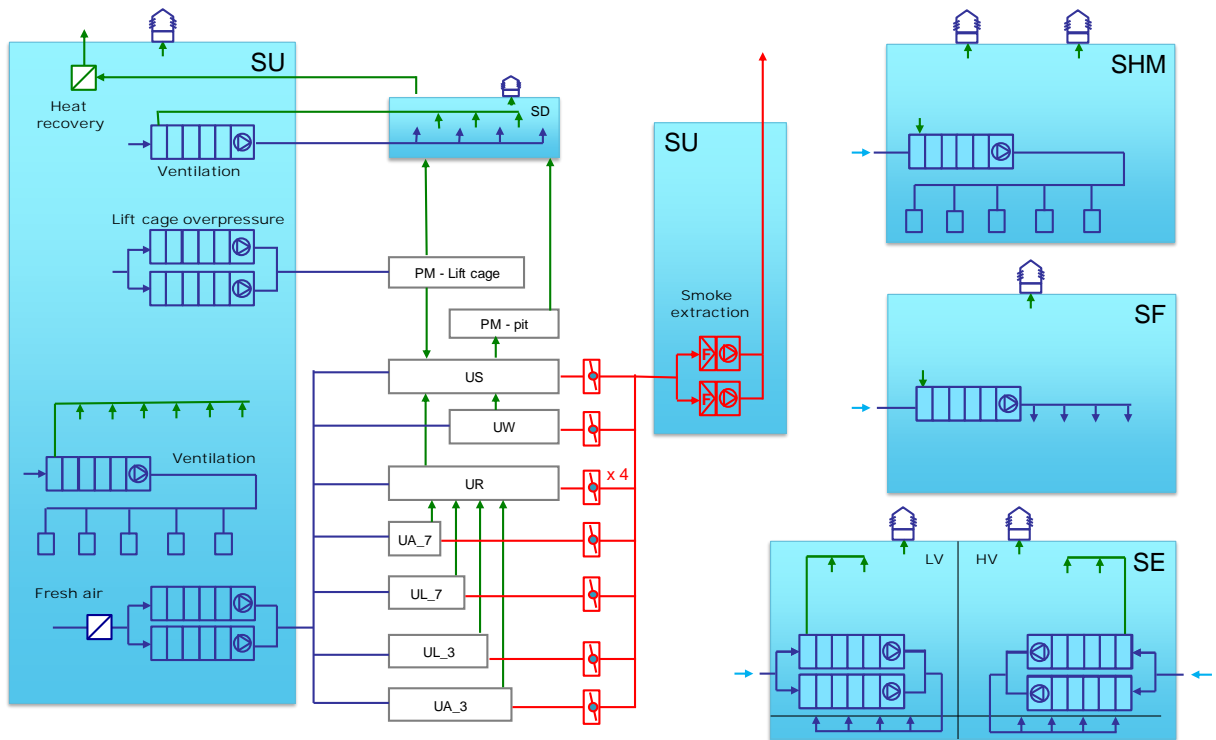 SU
Heat
recovery
Ventilation
Lift cage overpressure
Ventilation
Fresh air
SD
PM - Lift cage
PM - pit
US
UW
UR
x 4
UA_7
UL_7
UL_3
UA_3
SU
Smoke
extraction
F
F
SHM
SF
LV
HV
SE